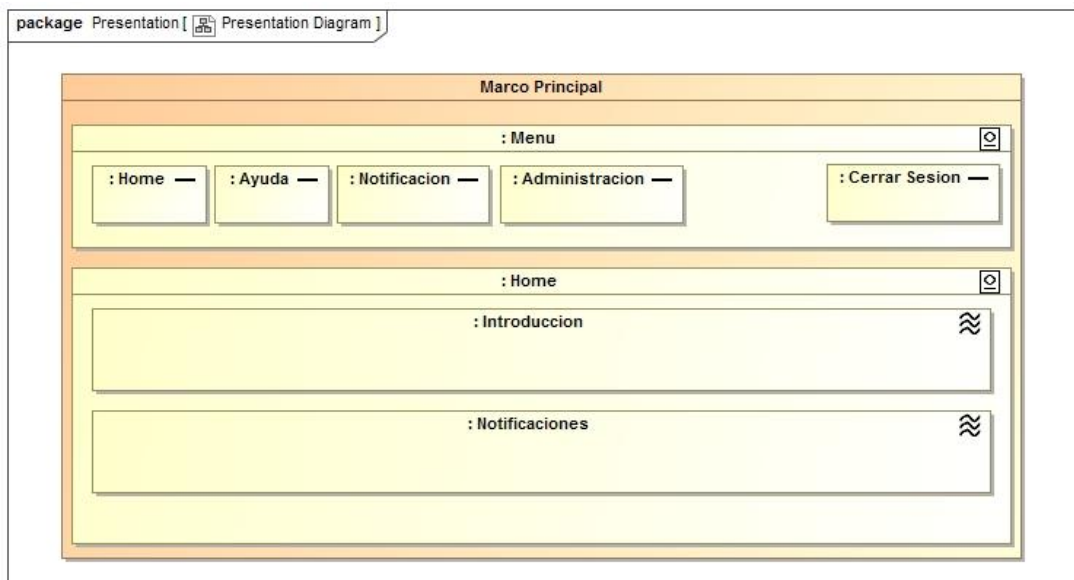 package Presentation [ Presentation Diagram ]
Marco Principal
: Menu
: Home
: Ayuda
: Notificacion
: Administracion
: Cerrar Sesion
: Home
: Introduccion
: Notificaciones